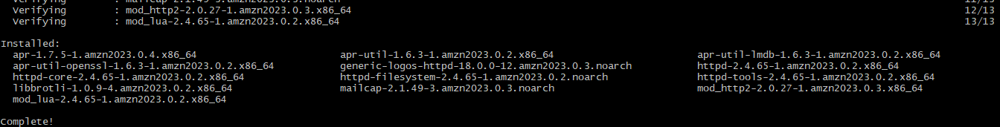 Verifying : mailcap-2.1.49-3.amzn2023.0.3.noarch 11/13
Verifying : mod_http2-2.0.27-1.amzn2023.0.3.x86_64 12/13
Verifying : mod_lua-2.4.65-1.amzn2023.0.2.x86_64 13/13
Installed:
apr-1.7.5-1.amzn2023.0.4.x86_64 apr-util-1.6.3-1.amzn2023.0.2.x86_64 apr-util-lmdb-1.6.3-1.amzn2023.0.2.x86_64
apr-util-openssl-1.6.3-1.amzn2023.0.2.x86_64 generic-logos-httpd-18.0.0-12.amzn2023.0.3.noarch httpd-2.4.65-1.amzn2023.0.2.x86_64
httpd-core-2.4.65-1.amzn2023.0.2.x86_64 httpd-filesystem-2.4.65-1.amzn2023.0.2.noarch httpd-tools-2.4.65-1.amzn2023.0.2.x86_64
libbrotli-1.0.9-4.amzn2023.0.2.x86_64 mailcap-2.1.49-3.amzn2023.0.3.noarch mod_http2-2.0.27-1.amzn2023.0.3.x86_64
mod_lua-2.4.65-1.amzn2023.0.2.x86_64
Complete!